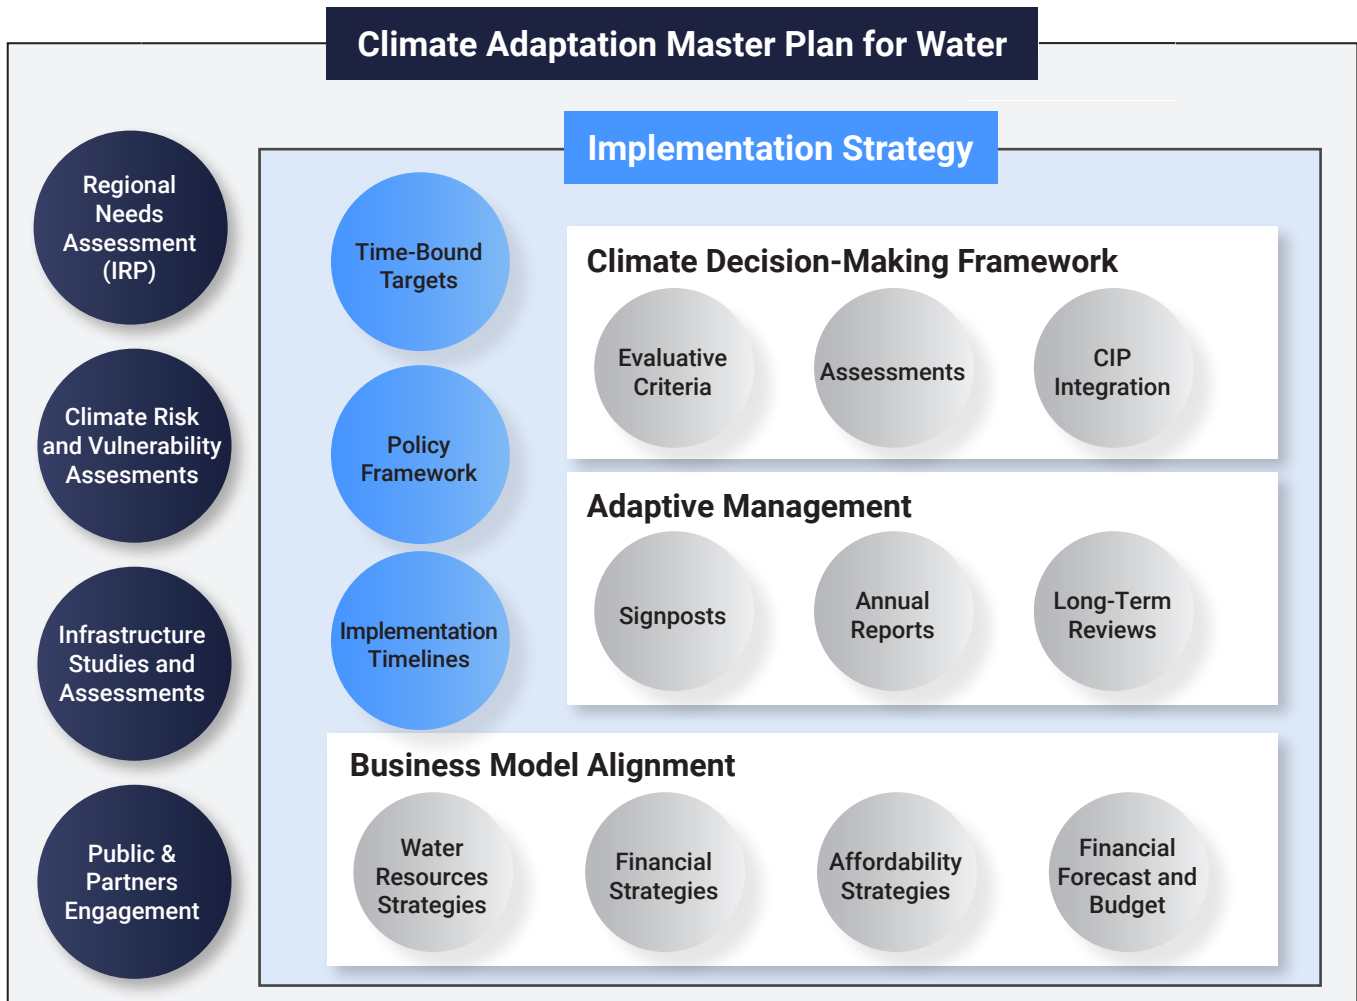 Climate Adaptation Master Plan for Water
Regional
Needs
Assessment
(IRP)
Climate Risk
and Vulnerability
Assesments
Infrastructure
Studies and
Assessments
Public &
Partners
Engagement
Implementation Strategy
Time-Bound
Targets
Policy
Framework
Implementation
Timelines
Climate Decision-Making Framework
Evaluative
Criteria
Assessments
CIP
Integration
Adaptive Management
Signposts
Annual
Reports
Long-Term
Reviews
Business Model Alignment
Water
Resources
Strategies
Financial
Strategies
Affordability
Strategies
Financial
Forecast and
Budget